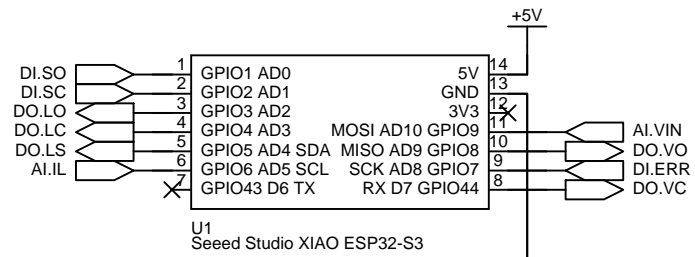 +5V
DI.SO 1 GPIO1 AD0 5V 14
DI.SC 2 GPIO2 AD1 GND 13
DO.LO 3 GPIO3 AD2 3V3 12
DO.LC 4 GPIO4 AD3 MOSI AD10 GPIO9 11 AI.VIN
DO.LS 5 GPIO5 AD4 SDA MISO AD9 GPIO8 10 DO.VO
AI.IL 6 GPIO6 AD5 SCL SCK AD8 GPIO7 9 DI.ERR
7 GPIO43 D6 TX RX D7 GPIO44 8 DO.VC
U1
Seeed Studio XIAO ESP32-S3